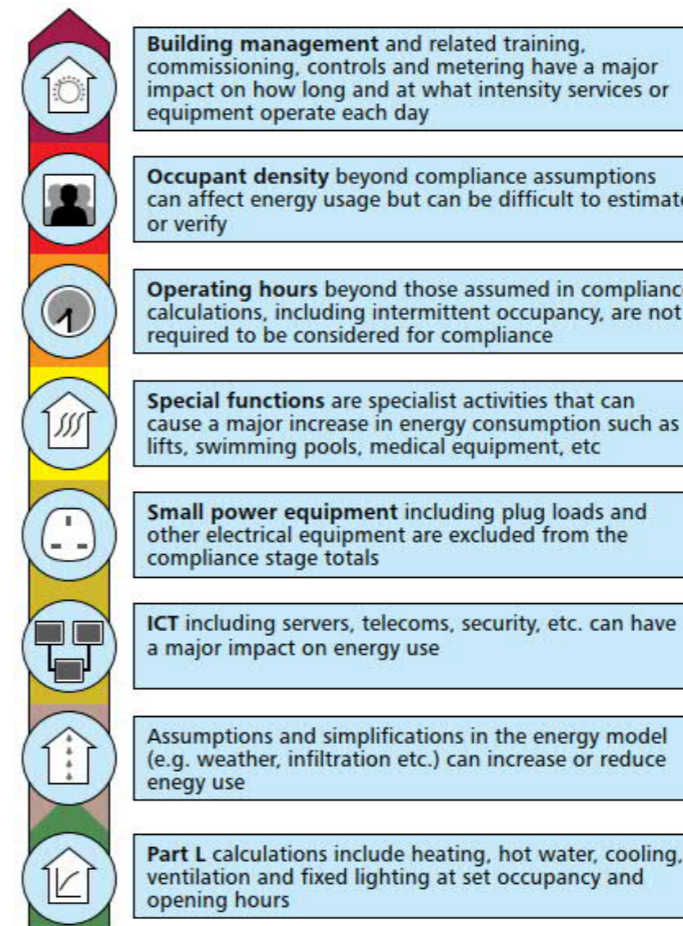 Building management and related training,
commissioning, controls and metering have a major
impact on how long and at what intensity services or
equipment operate each day
Occupant density beyond compliance assumptions
can affect energy usage but can be difficult to estimate
or verify
Operating hours beyond those assumed in compliance
calculations, including intermittent occupancy, are not
required to be considered for compliance
Special functions are specialist activities that can
cause a major increase in energy consumption such as
lifts, swimming pools, medical equipment, etc
Small power equipment including plug loads and
other electrical equipment are excluded from the
compliance stage totals
ICT including servers, telecoms, security, etc. can have
a major impact on energy use
Assumptions and simplifications in the energy model
(e.g. weather, infiltration etc.) can increase or reduce
enegy use
Part L calculations include heating, hot water, cooling,
ventilation and fixed lighting at set occupancy and
opening hours